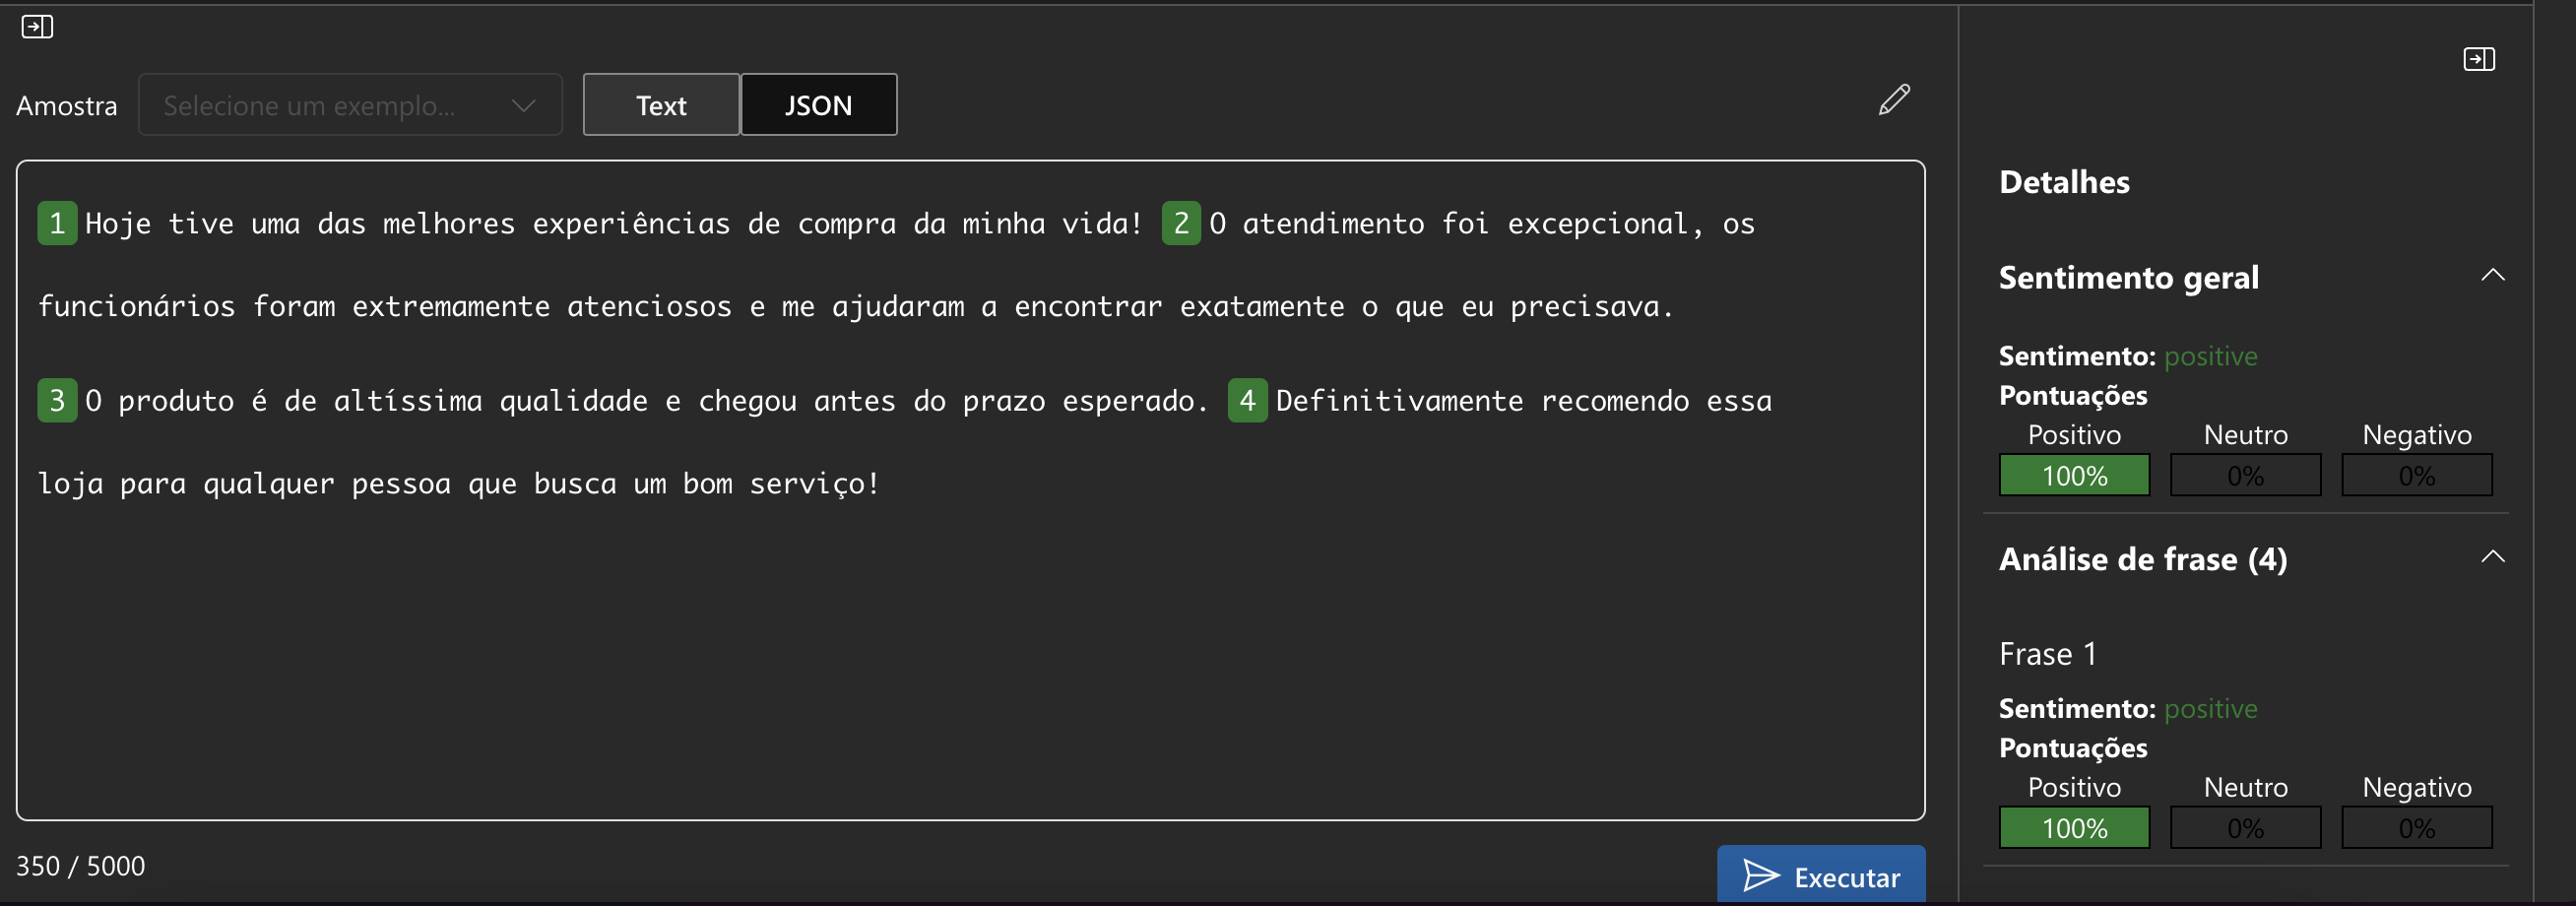 Amostra Selecione um exemplo... Text JSON
1 Hoje tive uma das melhores experiências de compra da minha vida! 2 O atendimento foi excepcional, os
funcionários foram extremamente atenciosos e me ajudaram a encontrar exatamente o que eu precisava.
3 O produto é de altíssima qualidade e chegou antes do prazo esperado. 4 Definitivamente recomendo essa
loja para qualquer pessoa que busca um bom serviço!
350 / 5000
Executar
Detalhes
Sentimento geral
Sentimento: positive
Pontuações
Positivo Neutro Negativo
100% 0% 0%
Análise de frase (4)
Frase 1
Sentimento: positive
Pontuações
Positivo Neutro Negativo
100% 0% 0%